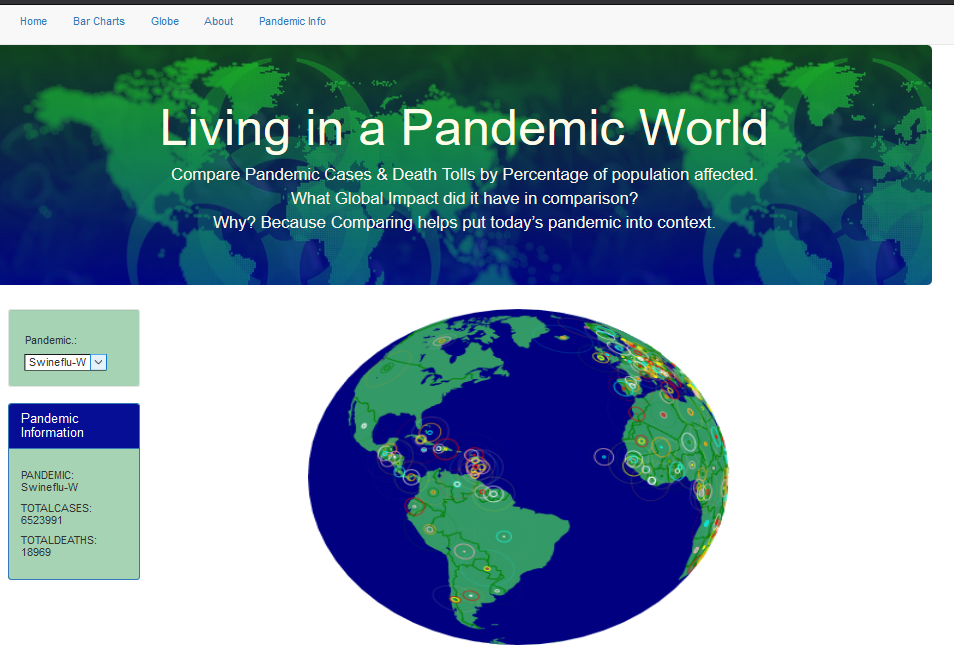 Home Bar Charts Globe About Pandemic Info
Living in a Pandemic World
Compare Pandemic Cases & Death Tolls by Percentage of population affected.
What Global Impact did it have in comparison?
Why? Because Comparing helps put today’s pandemic into context.
Pandemic.:
Swineflu-W
Pandemic
Information
PANDEMIC:
Swineflu-W
TOTALCASES:
6523991
TOTALDEATHS:
18969